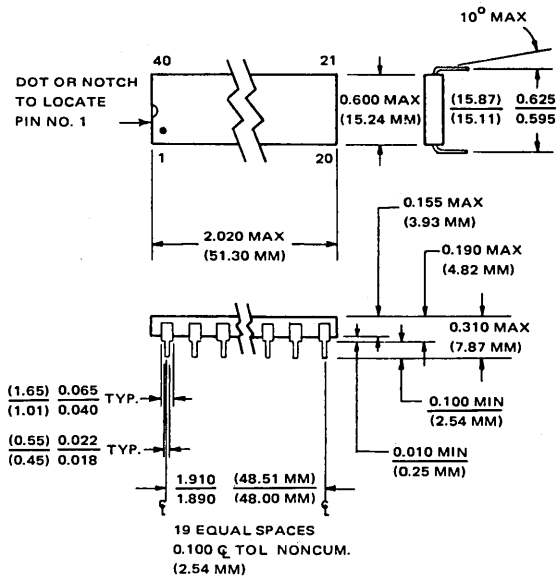 10° MAX
40 21
DOT OR NOTCH
TO LOCATE
PIN NO. 1
0.600 MAX
(15.24 MM)
(15.87) 0.625
(15.11) 0.595
1 20
2.020 MAX
(51.30 MM)
0.155 MAX
(3.93 MM)
0.190 MAX
(4.82 MM)
0.310 MAX
(7.87 MM)
(1.65) 0.065 TYP.
(1.01) 0.040
0.100 MIN
(2.54 MM)
(0.55) 0.022 TYP.
(0.45) 0.018
0.010 MIN
(0.25 MM)
1.910 (48.51 MM)
1.890 (48.00 MM)
℄ ℄
19 EQUAL SPACES
0.100 ℄ TOL NONCUM.
(2.54 MM)